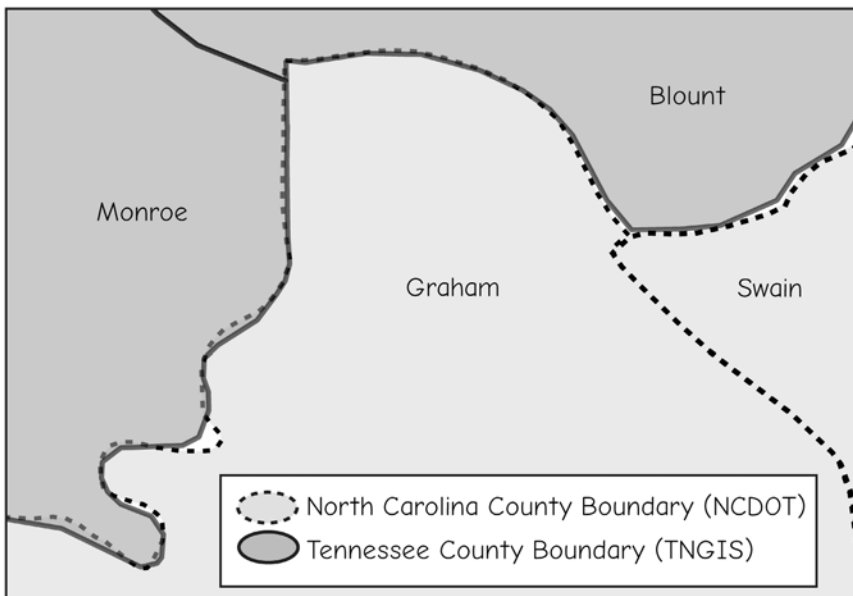 Blount
Monroe
Graham
Swain
North Carolina County Boundary (NCDOT)
Tennessee County Boundary (TNGIS)